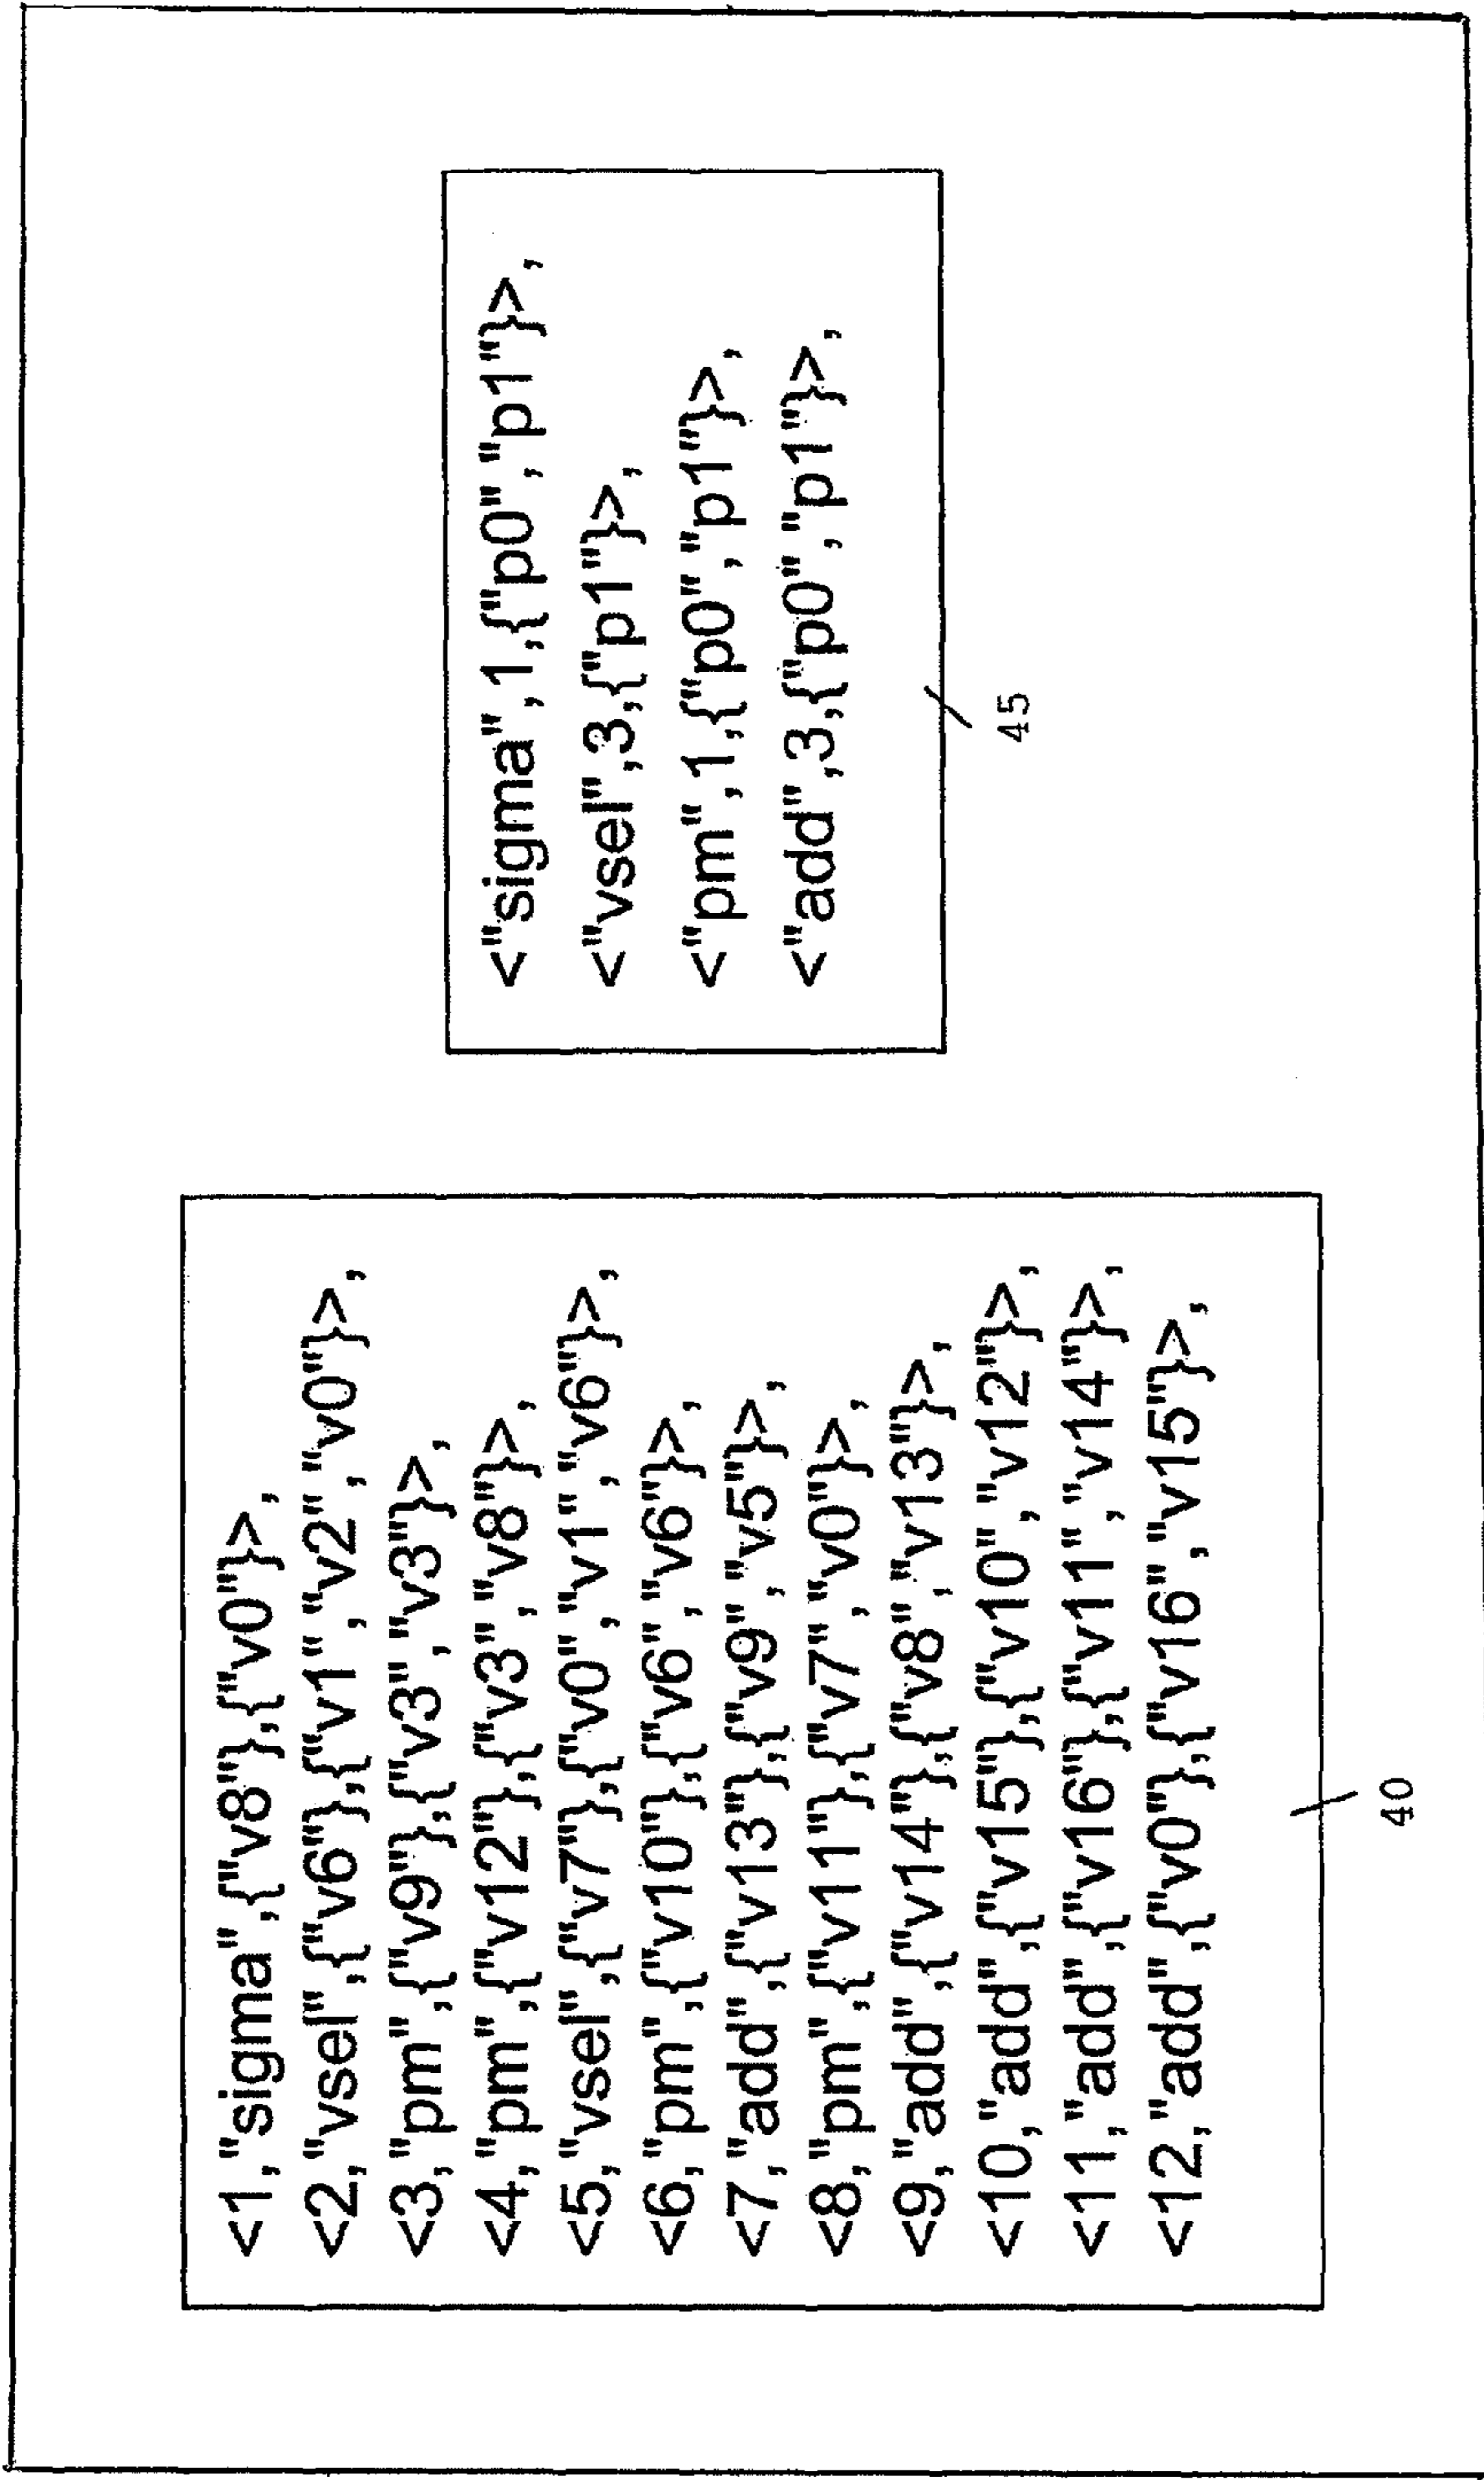 <1,"sigma",{"v8"},{"v0"}>,
<2,"vsel",{"v6"},{"v1","v2","v0"}>,
<3,"pm",{"v9"},{"v3","v3"}>,
<4,"pm",{"v12"},{"v3","v8"}>,
<5,"vsel",{"v7"},{"v0","v1","v6"}>,
<6,"pm",{"v10"},{"v6","v6"}>,
<7,"add",{"v13"},{"v9","v5"}>,
<8,"pm",{"v11"},{"v7","v0"}>,
<9,"add",{"v14"},{"v8","v13"}>,
<10,"add",{"v15"},{"v10","v12"}>,
<11,"add",{"v16"},{"v11","v14"}>,
<12,"add",{"v0"},{"v16","v15"}>,
40
<"sigma",1,{"p0","p1"}>,
<"vsel",3,{"p1"}>,
<"pm",1,{"p0","p1"}>,
<"add",3,{"p0","p1"}>,
45